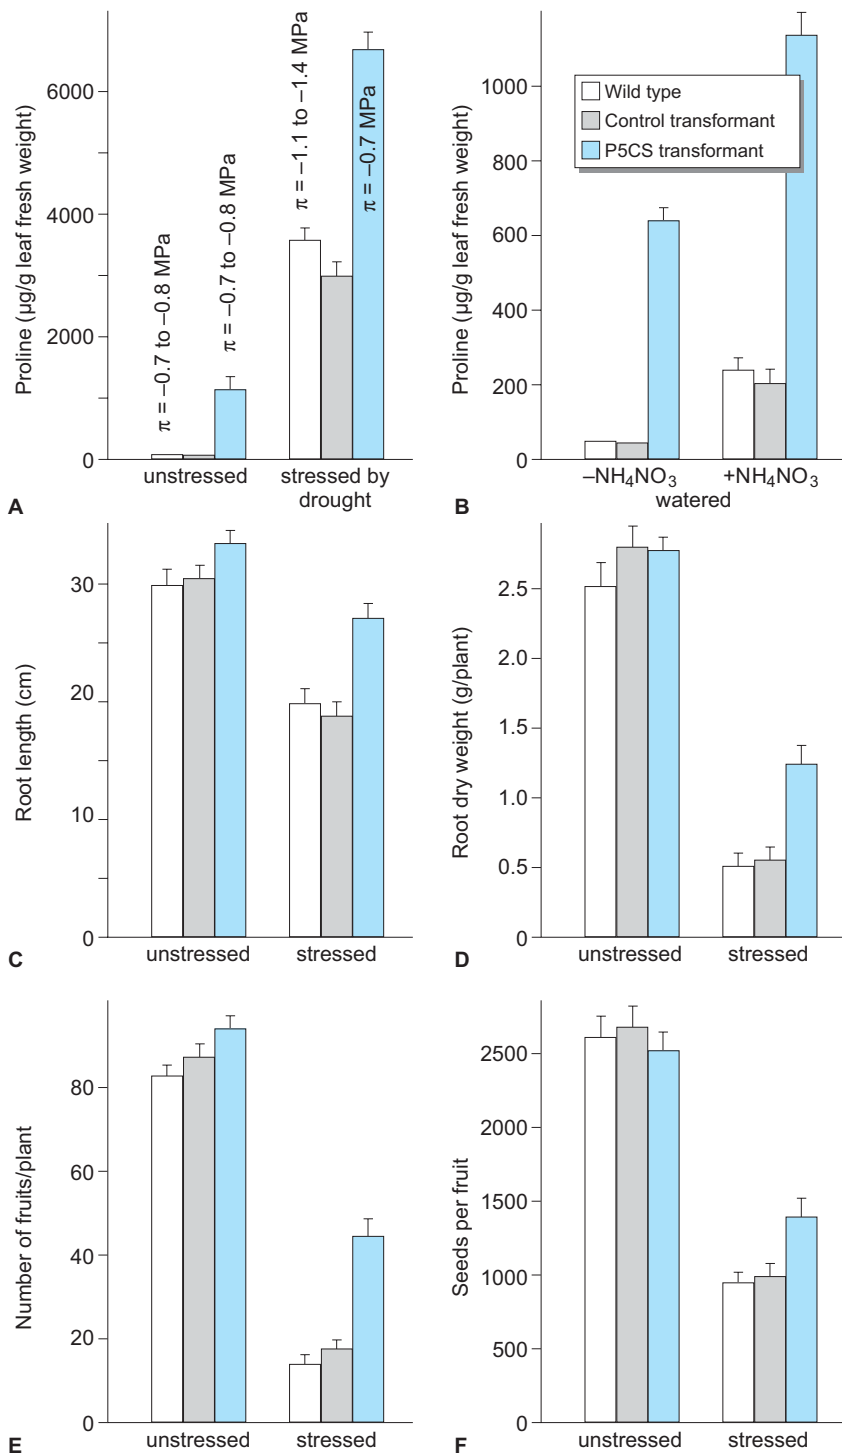 Proline (µg/g leaf fresh weight)
6000
4000
2000
0
π = –0.7 to –0.8 MPa
π = –0.7 to –0.8 MPa
π = –1.1 to –1.4 MPa
π = –0.7 MPa
unstressed
stressed by
drought
A
Proline (µg/g leaf fresh weight)
1000
800
600
400
200
0
Wild type
Control transformant
P5CS transformant
–NH₄NO₃
+NH₄NO₃
watered
B
Root length (cm)
30
20
10
0
unstressed
stressed
C
Root dry weight (g/plant)
2.5
2.0
1.5
1.0
0.5
0
unstressed
stressed
D
Number of fruits/plant
80
60
40
20
0
unstressed
stressed
E
Seeds per fruit
2500
2000
1500
1000
500
0
unstressed
stressed
F